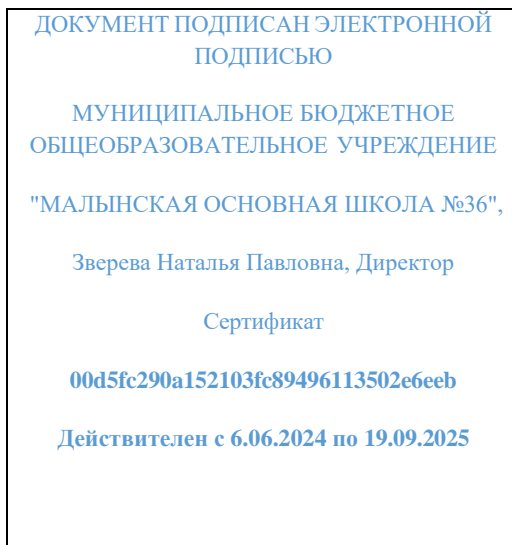 ДОКУМЕНТ ПОДПИСАН ЭЛЕКТРОННОЙ
ПОДПИСЬЮ
МУНИЦИПАЛЬНОЕ БЮДЖЕТНОЕ
ОБЩЕОБРАЗОВАТЕЛЬНОЕ УЧРЕЖДЕНИЕ
"МАЛЫНСКАЯ ОСНОВНАЯ ШКОЛА №36",
Зверева Наталья Павловна, Директор
Сертификат
00d5fc290a152103fc89496113502e6eeb
Действителен с 6.06.2024 по 19.09.2025